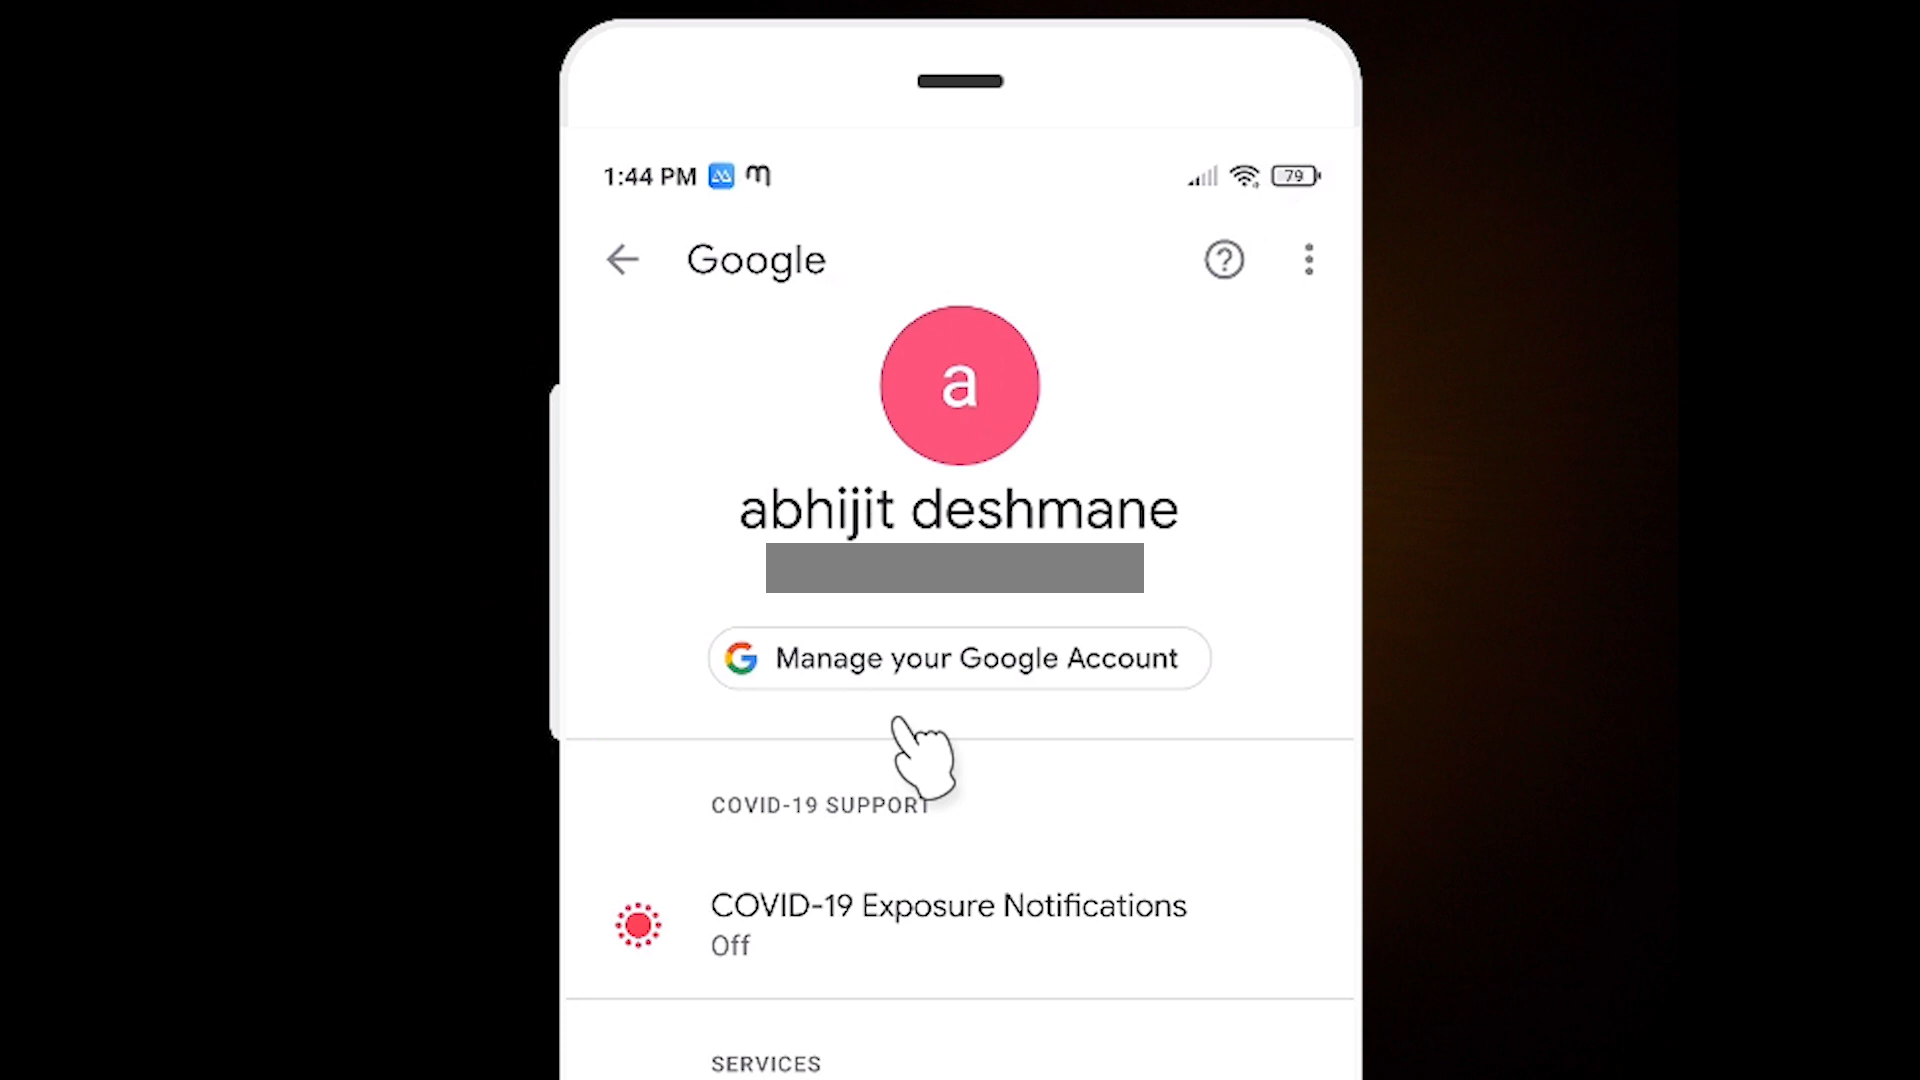 1:44 PM
79
Google
a
abhijit deshmane
Manage your Google Account
COVID-19 SUPPORT
COVID-19 Exposure Notifications
Off
SERVICES